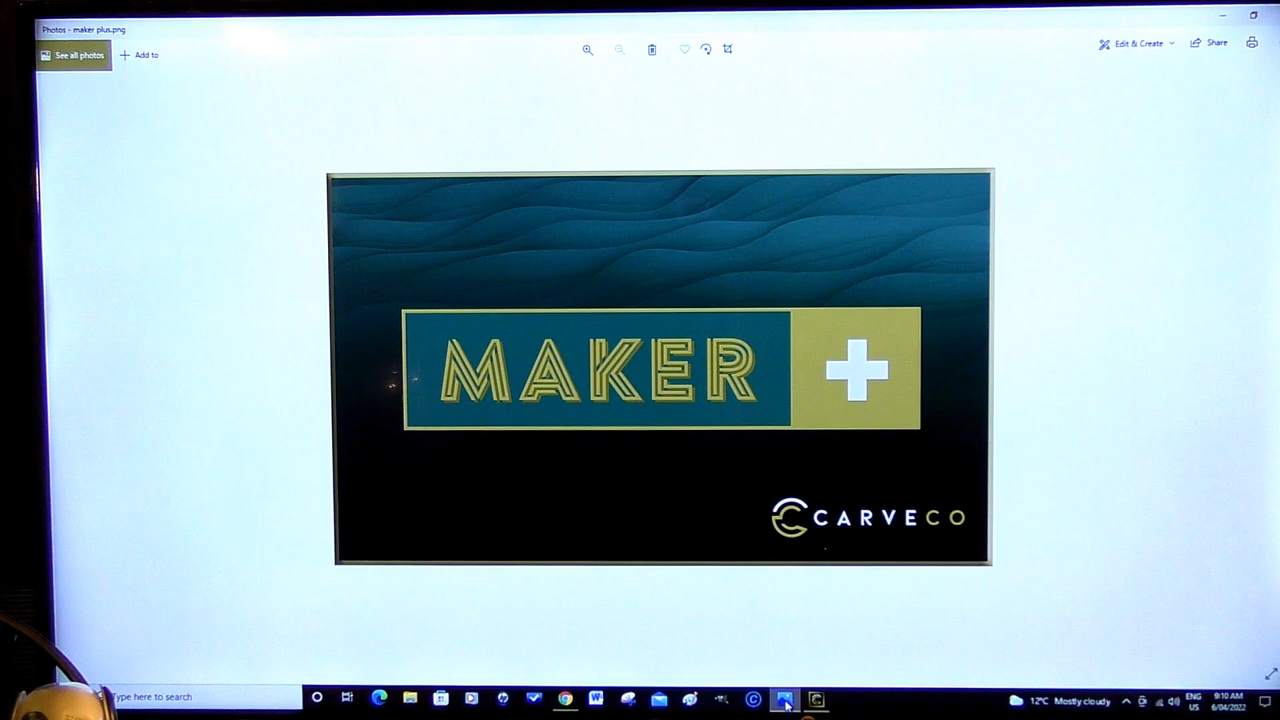 Photos - maker plus.png
See all photos
Add to
Edit & Create
Share
MAKER
CARVECO
Type here to search
12°C Mostly cloudy
ENG
US
9:10 AM
6/04/2022